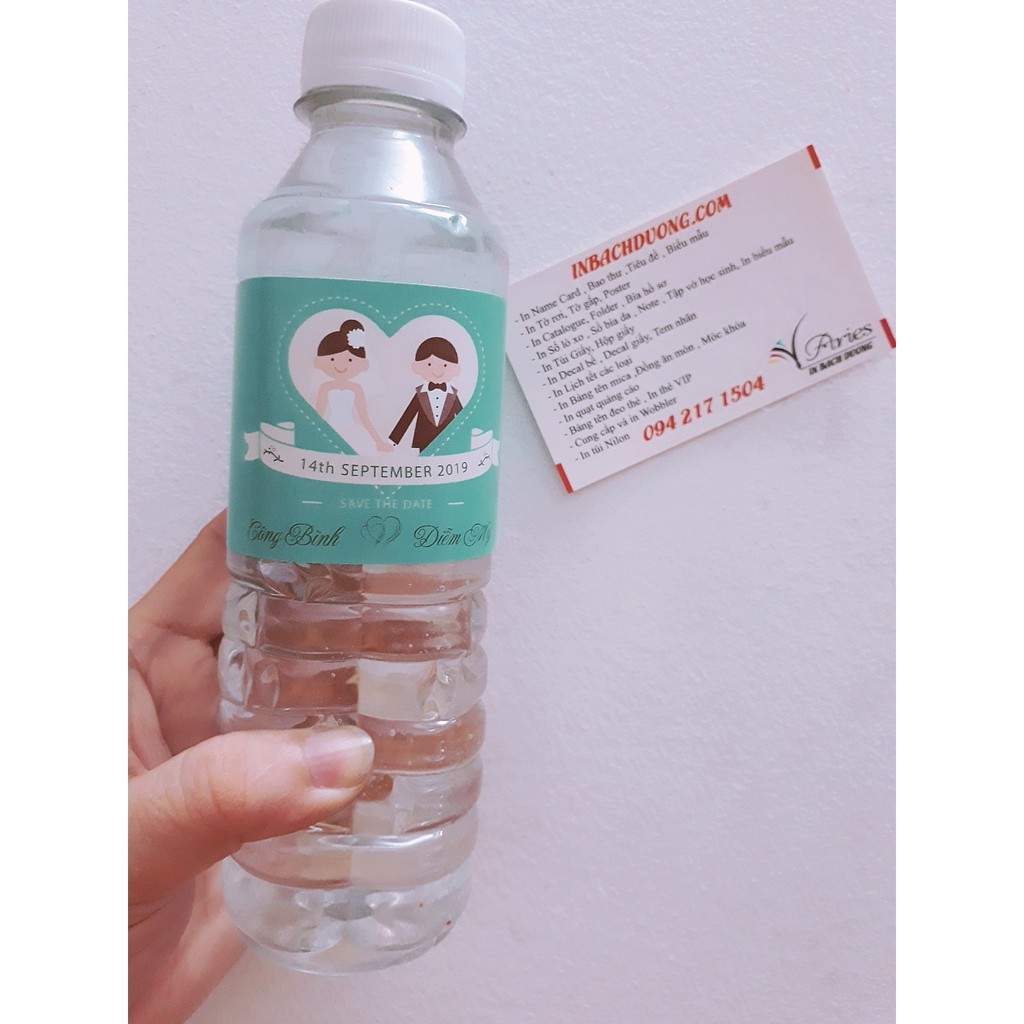 14th SEPTEMBER 2019
SAVE THE DATE
Công Bình Diễm
INBACHDUONG.COM
- In Name Card , Bao thư ,Tiêu đề , Biểu mẫu
- In Tờ rơi, Tờ gấp, Poster
- In Catalogue, Folder , Bìa hồ sơ
- In Sổ lò xo , Sổ bìa da , Note , Tập vở học sinh, In biểu mẫu
- In Túi Giấy, Hộp giấy
- In Decal bế , Decal giấy, Tem nhãn
- In Lịch tết các loại
- In Bảng tên mica ,Đồng ăn mòn , Móc khóa
- In quạt quảng cáo
- Bảng tên đeo thẻ , In thẻ VIP
- Cung cấp và in Wobbler
- In túi Nilon
094 217 1504
Aries
IN BACH DUONG